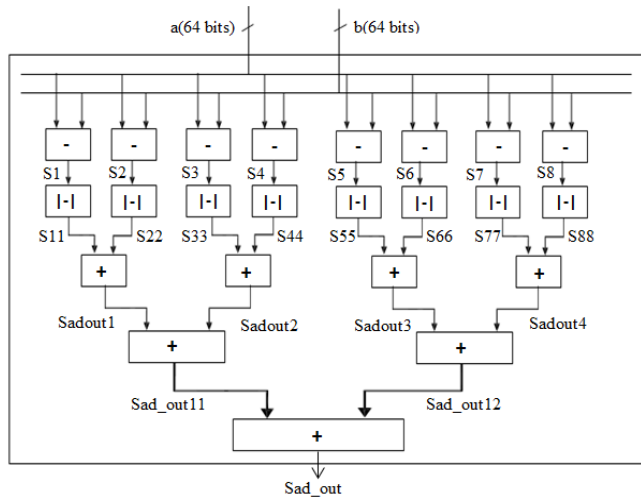 a(64 bits) b(64 bits)
- - - - - - - -
S1 S2 S3 S4 S5 S6 S7 S8
|-| |-| |-| |-| |-| |-| |-| |-|
S11 S22 S33 S44 S55 S66 S77 S88
+ + + +
Sadout1 Sadout2 Sadout3 Sadout4
+ +
Sad_out11 Sad_out12
+
Sad_out